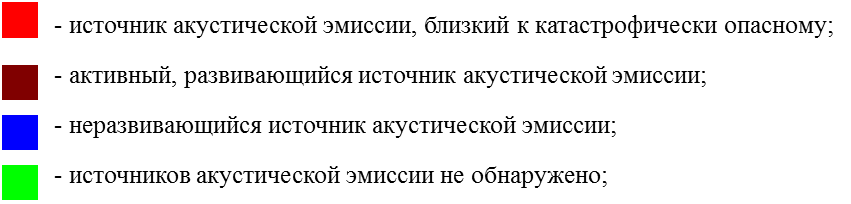 - источник акустической эмиссии, близкий к катастрофически опасному;
- активный, развивающийся источник акустической эмиссии;
- неразвивающийся источник акустической эмиссии;
- источников акустической эмиссии не обнаружено;